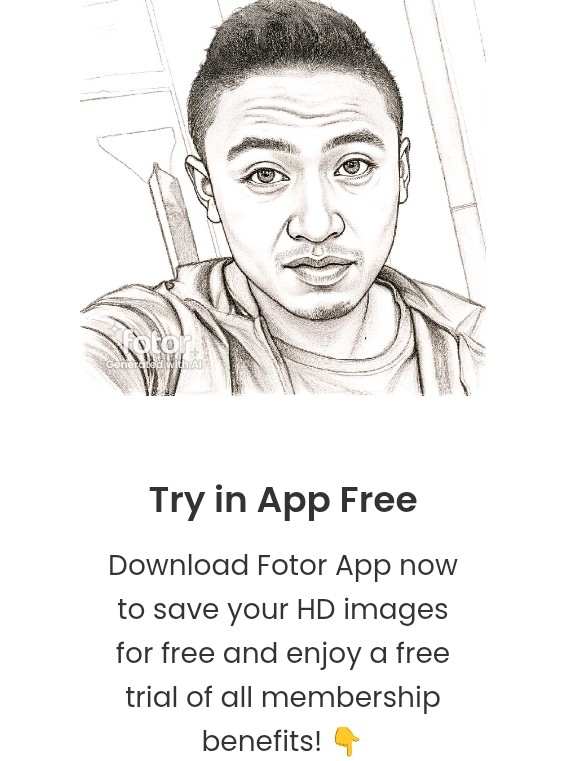 fotor
Generated with AI
Try in App Free
Download Fotor App now
to save your HD images
for free and enjoy a free
trial of all membership
benefits! 👇